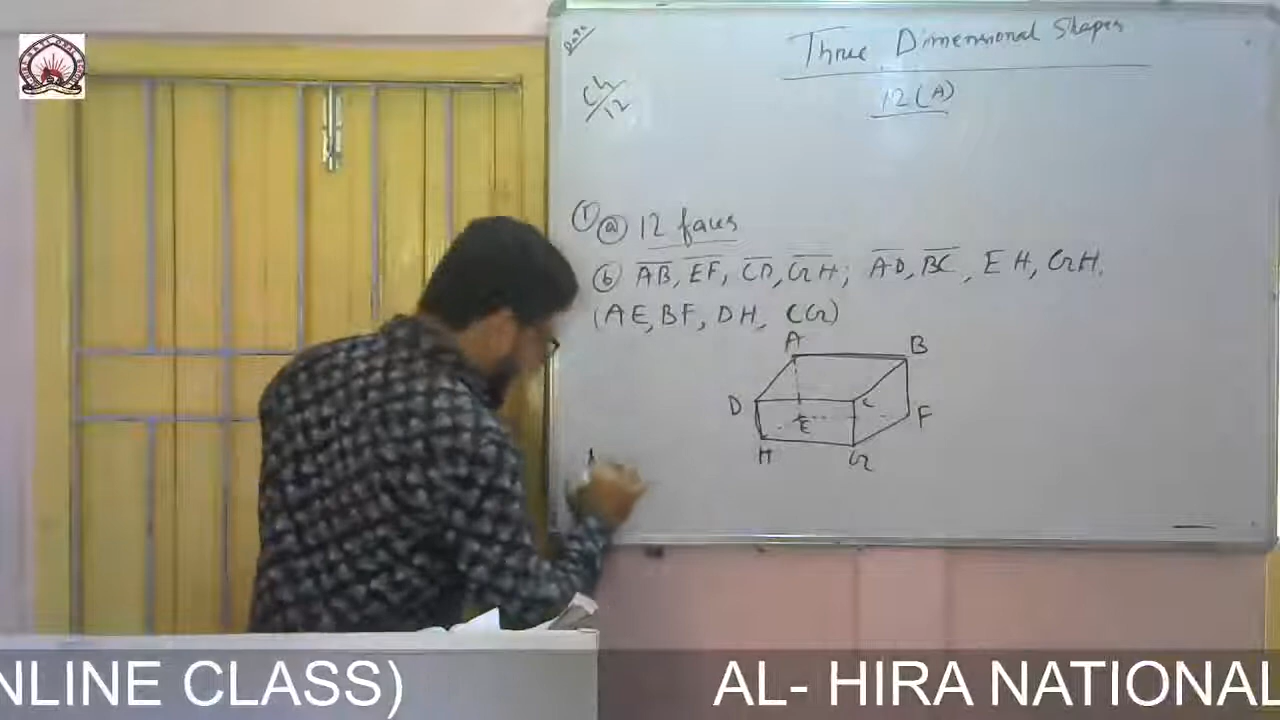 Three Dimensional Shapes
12(A)
Ch/12
① ⓐ 12 faces
ⓑ AB, EF, CD, GH; AD, BC, EH, GH,
(AE, BF, DH, CG)
A
B
D
C
E
F
H
G
NLINE CLASS)
AL- HIRA NATIONAL